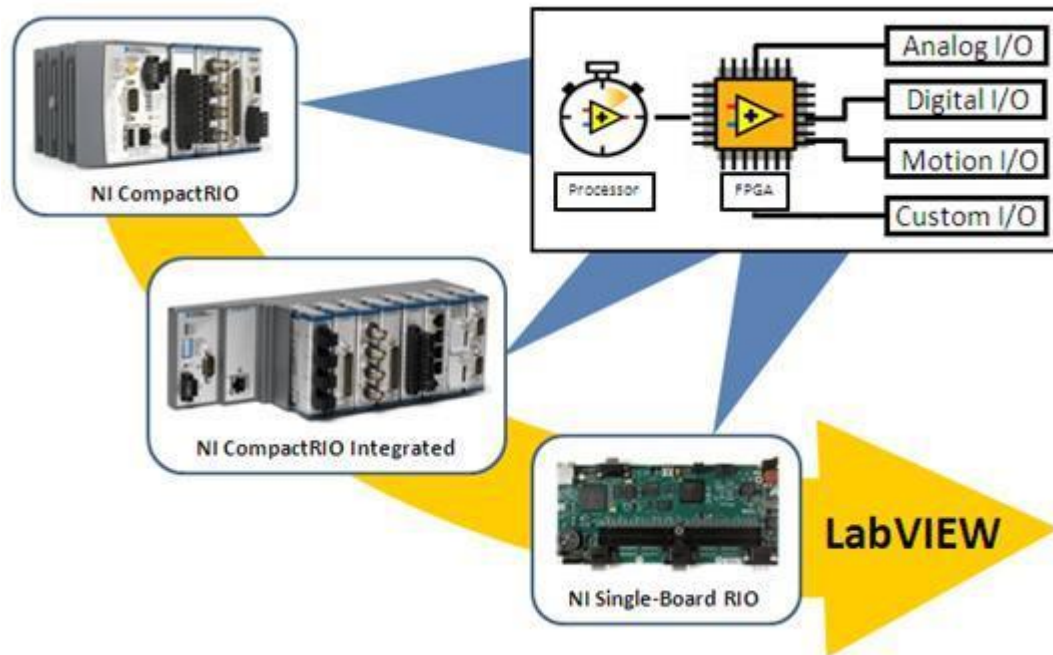 Analog I/O
Digital I/O
Motion I/O
Custom I/O
Processor
FPGA
NI CompactRIO
NI CompactRIO Integrated
NI Single-Board RIO
LabVIEW